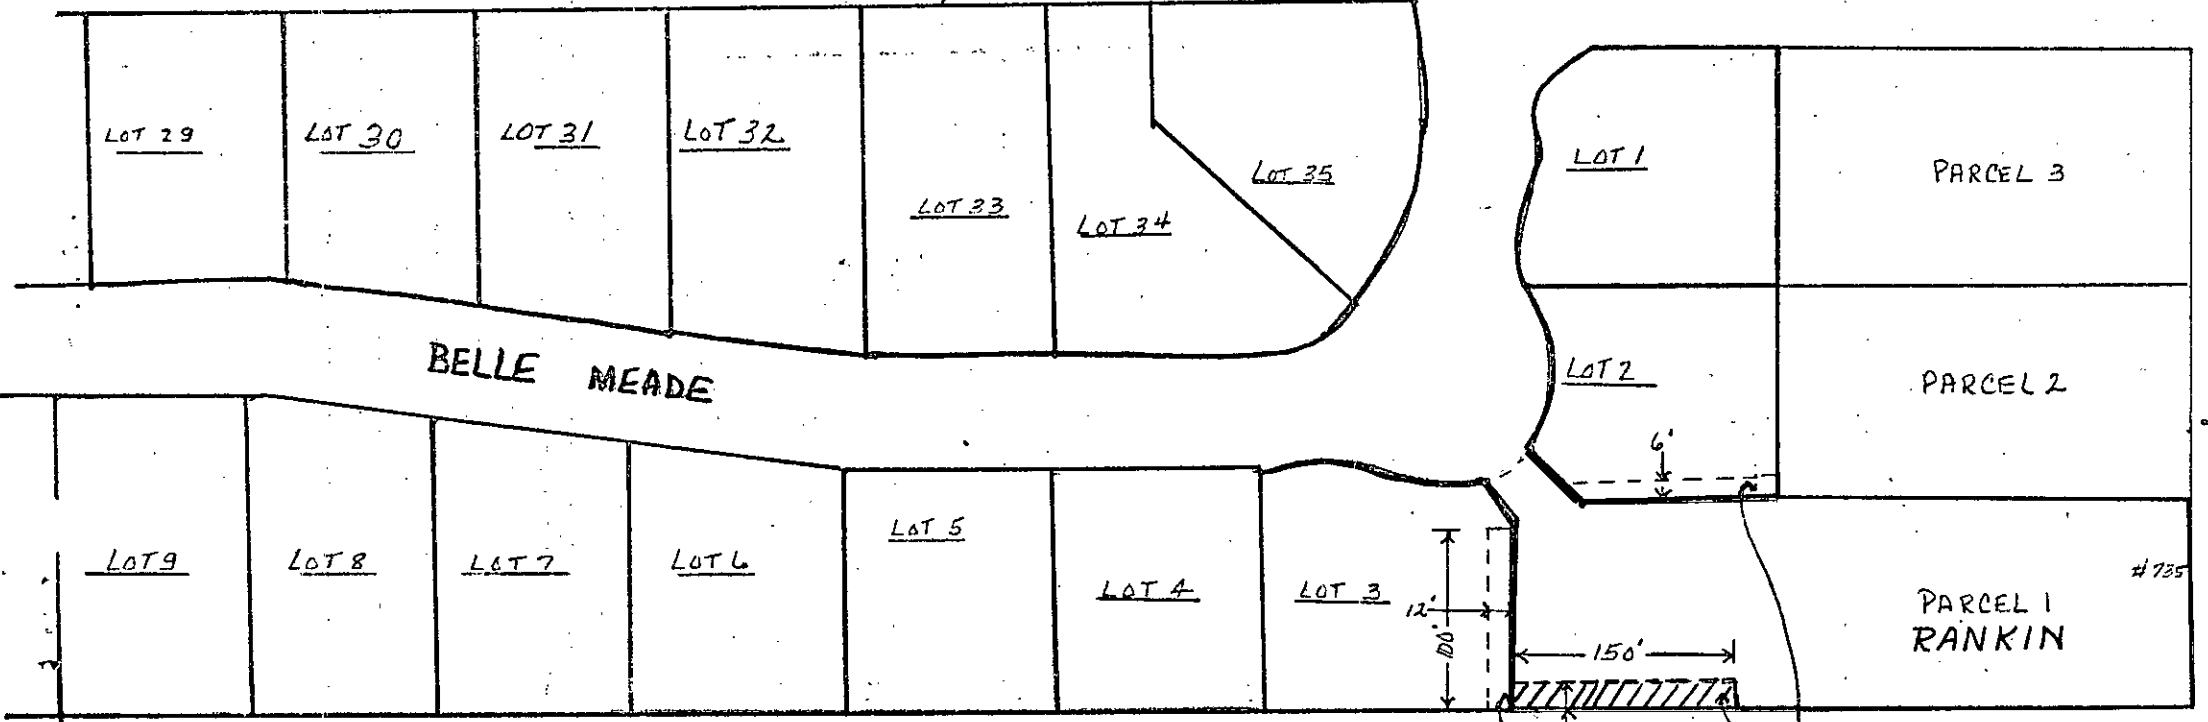 LOT 29
LOT 30
LOT 31
LOT 32
LOT 33
LOT 34
LOT 35
LOT 1
PARCEL 3
BELLE MEADE
LOT 2
PARCEL 2
6'
LOT 9
LOT 8
LOT 7
LOT 6
LOT 5
LOT 4
LOT 3
12'
100'
150'
#735
PARCEL 1
RANKIN